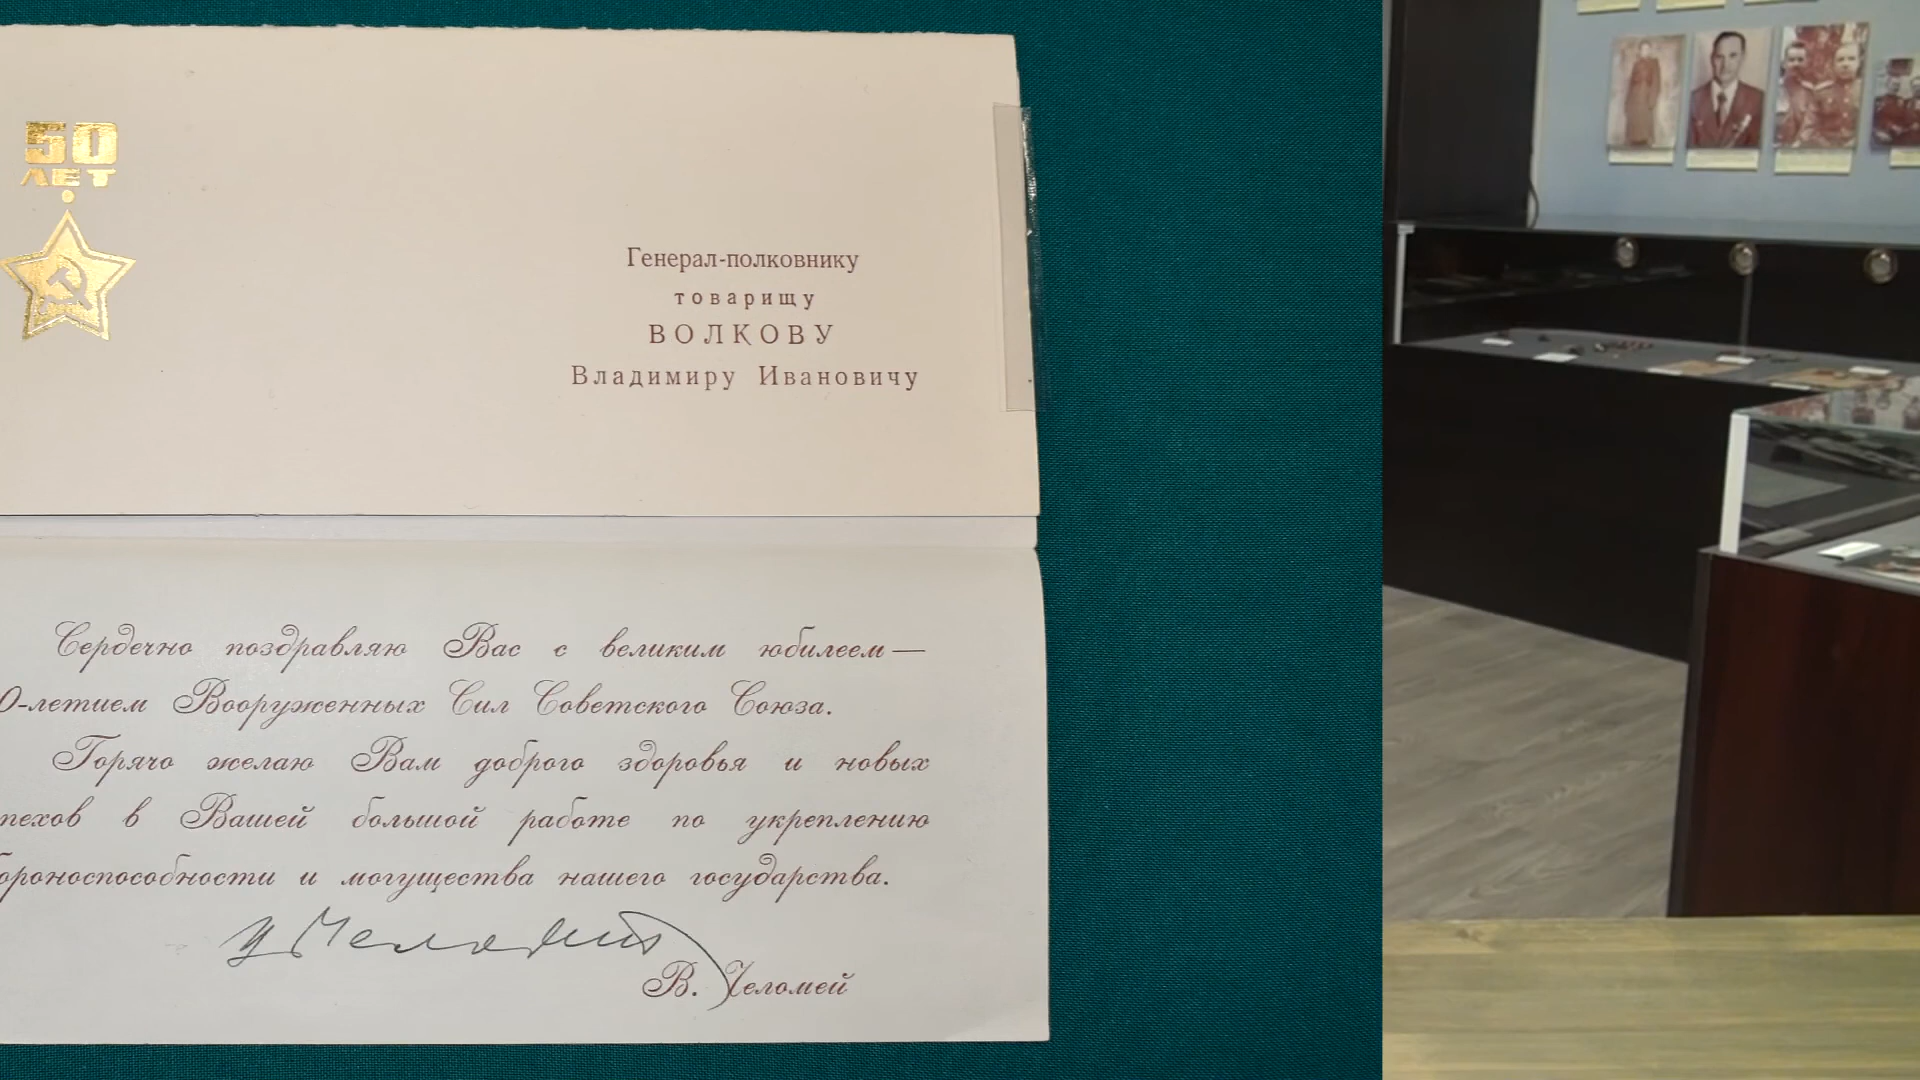 50
ЛЕТ
Генерал-полковнику
товарищу
ВОЛКОВУ
Владимиру Ивановичу
Сердечно поздравляю Вас с великим юбилеем —
0-летием Вооруженных Сил Советского Союза.
Горячо желаю Вам доброго здоровья и новых
пехов в Вашей большой работе по укреплению
бороноспособности и могущества нашего государства.
В. Челомей